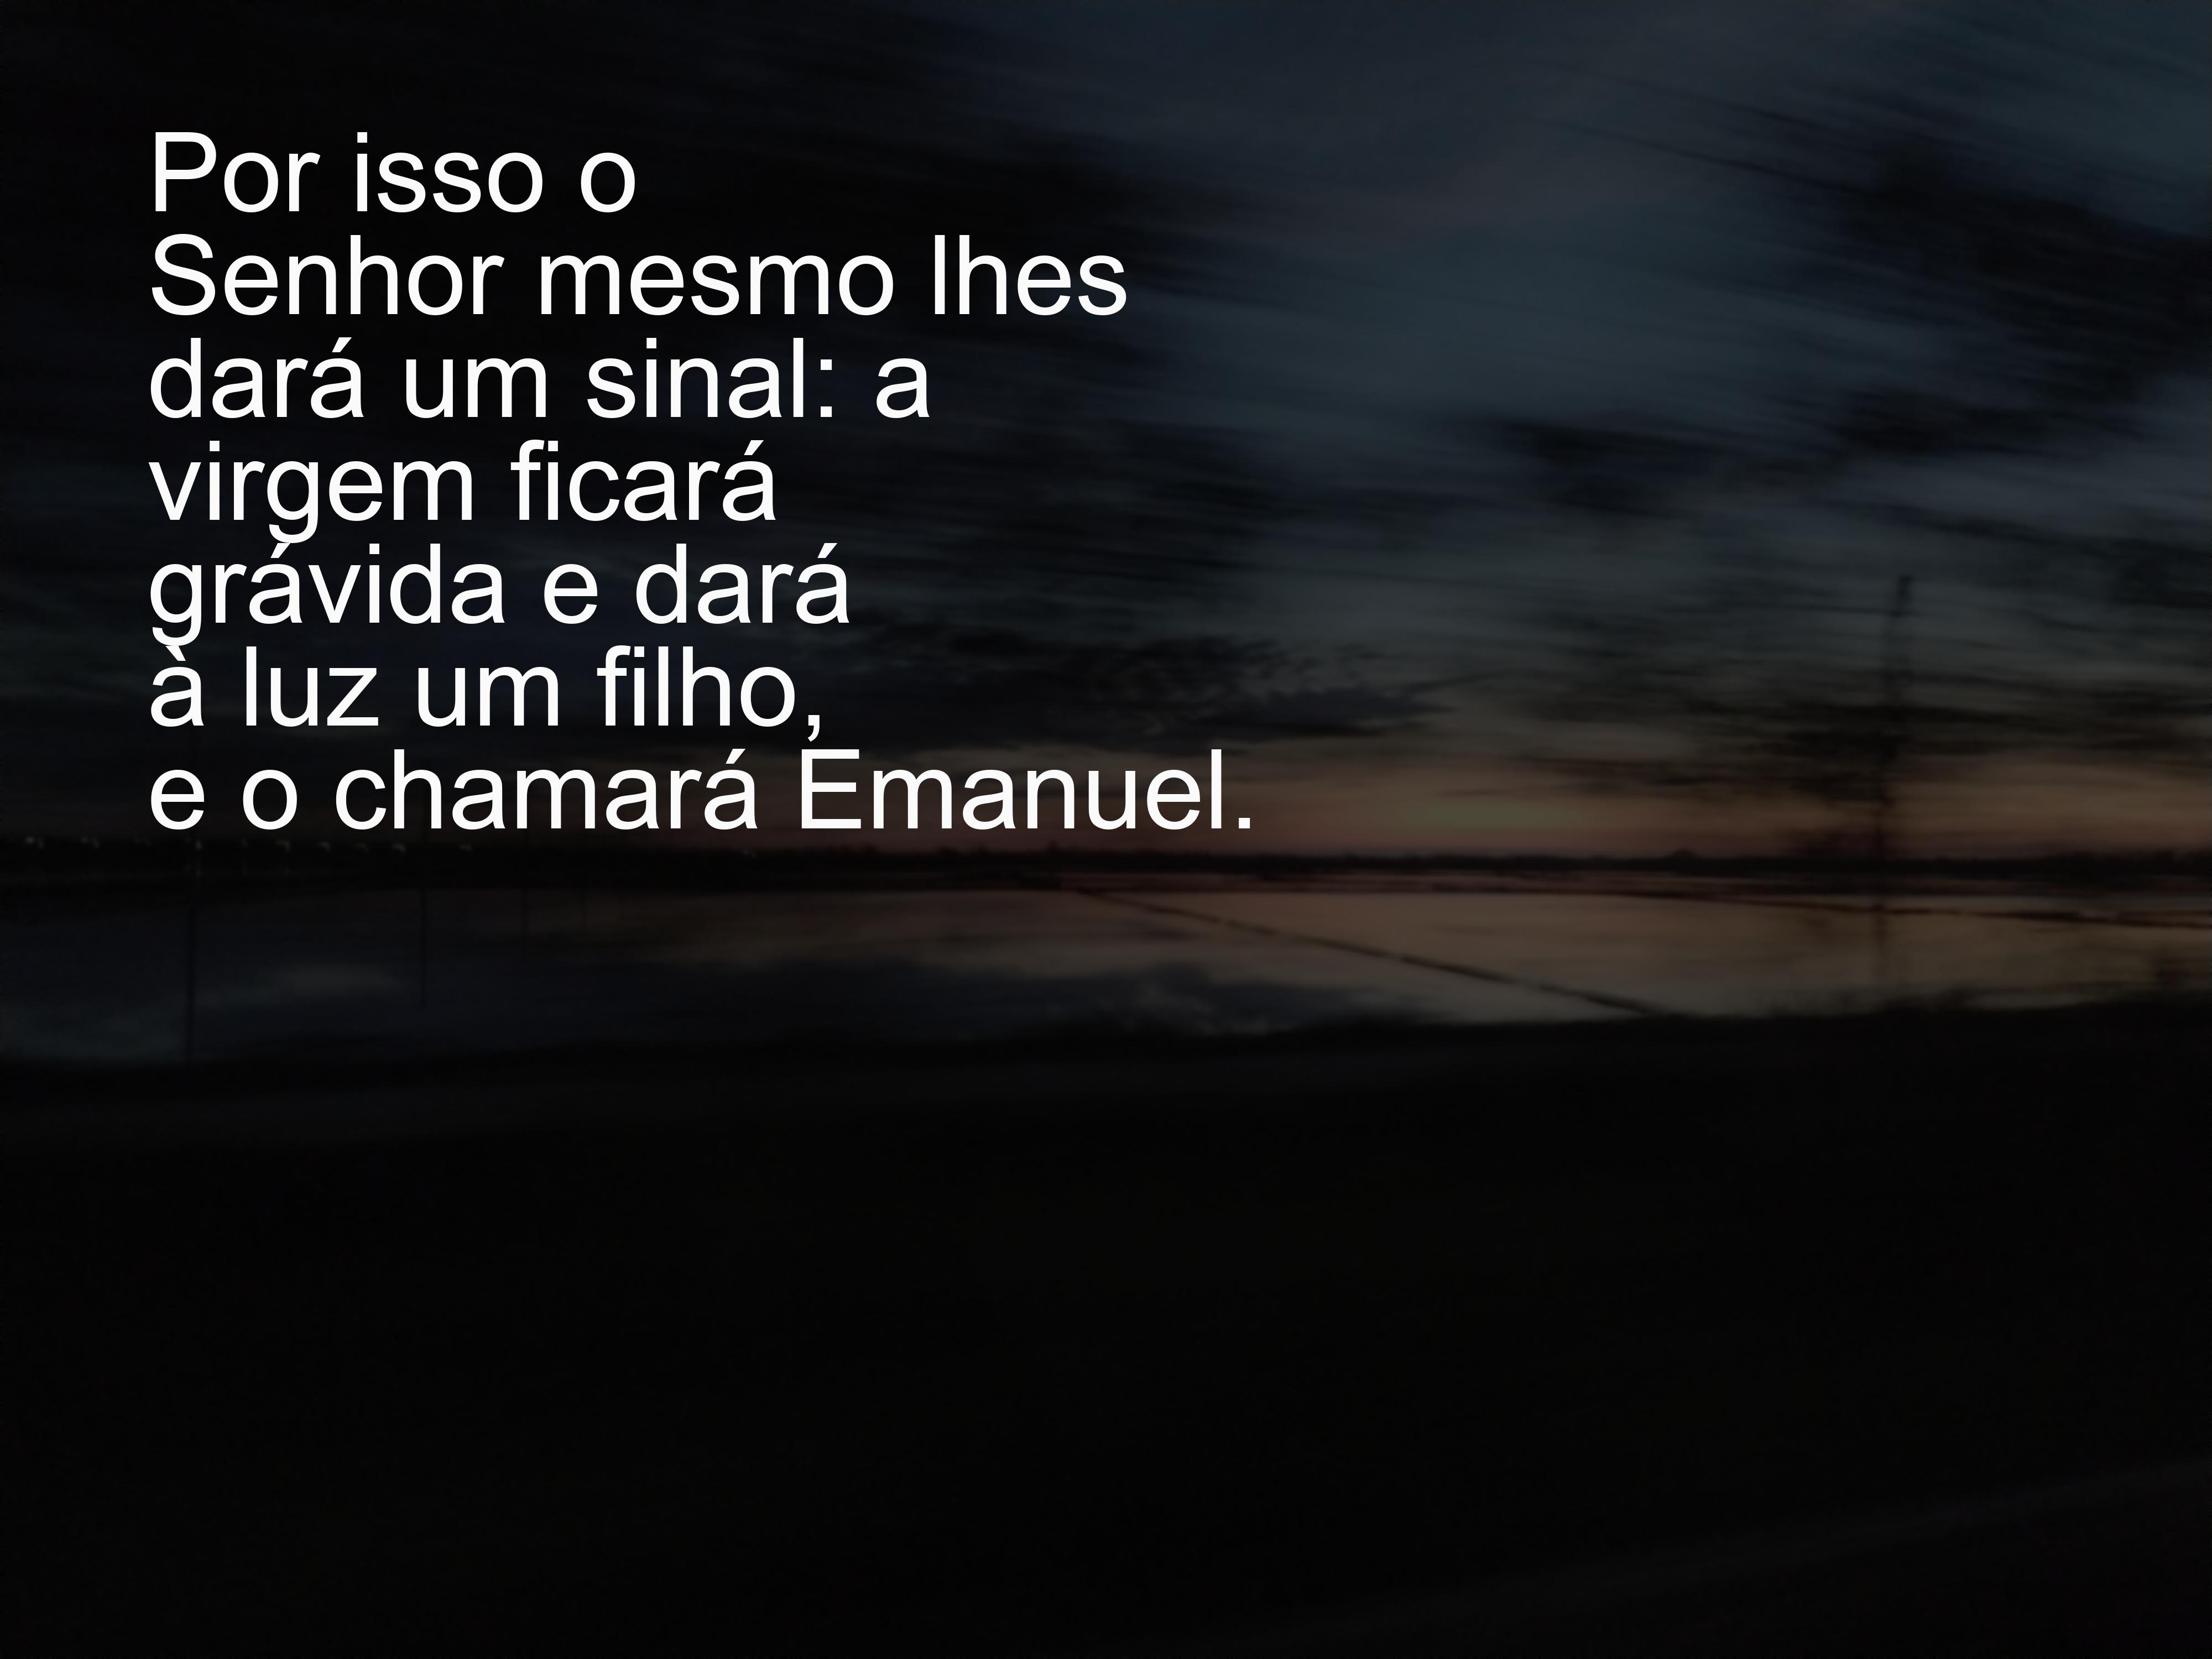 Por isso o
Senhor mesmo lhes
dará um sinal: a
virgem ficará
grávida e dará
à luz um filho,
e o chamará Emanuel.